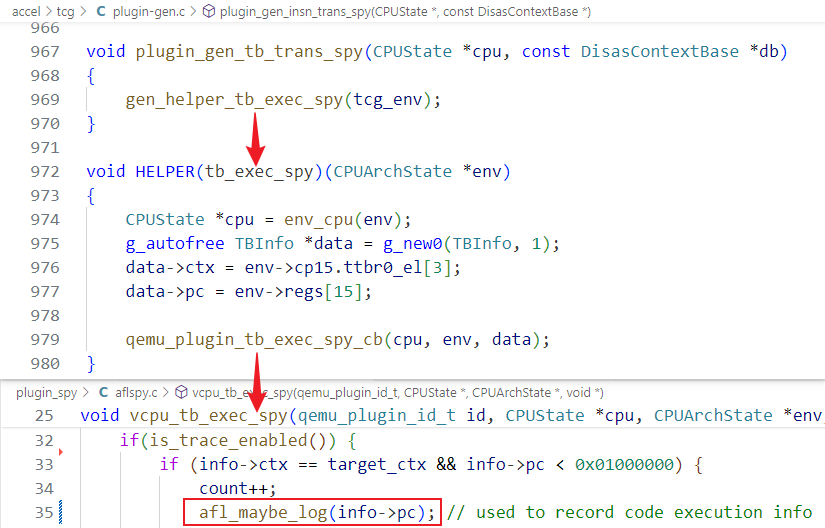 accel > tcg > C plugin-gen.c > plugin_gen_insn_trans_spy(CPUState *, const DisasContextBase *)
966
967 void plugin_gen_tb_trans_spy(CPUState *cpu, const DisasContextBase *db)
968 {
969 gen_helper_tb_exec_spy(tcg_env);
970 }
971
972 void HELPER(tb_exec_spy)(CPUArchState *env)
973 {
974 CPUState *cpu = env_cpu(env);
975 g_autofree TBInfo *data = g_new0(TBInfo, 1);
976 data->ctx = env->cp15.ttbr0_el[3];
977 data->pc = env->regs[15];
978
979 qemu_plugin_tb_exec_spy_cb(cpu, env, data);
980 }
plugin_spy > C aflspy.c > vcpu_tb_exec_spy(qemu_plugin_id_t, CPUState *, CPUArchState *, void *)
25 void vcpu_tb_exec_spy(qemu_plugin_id_t id, CPUState *cpu, CPUArchState *env,
32 if(is_trace_enabled()) {
33 if (info->ctx == target_ctx && info->pc < 0x01000000) {
34 count++;
35 afl_maybe_log(info->pc); // used to record code execution info